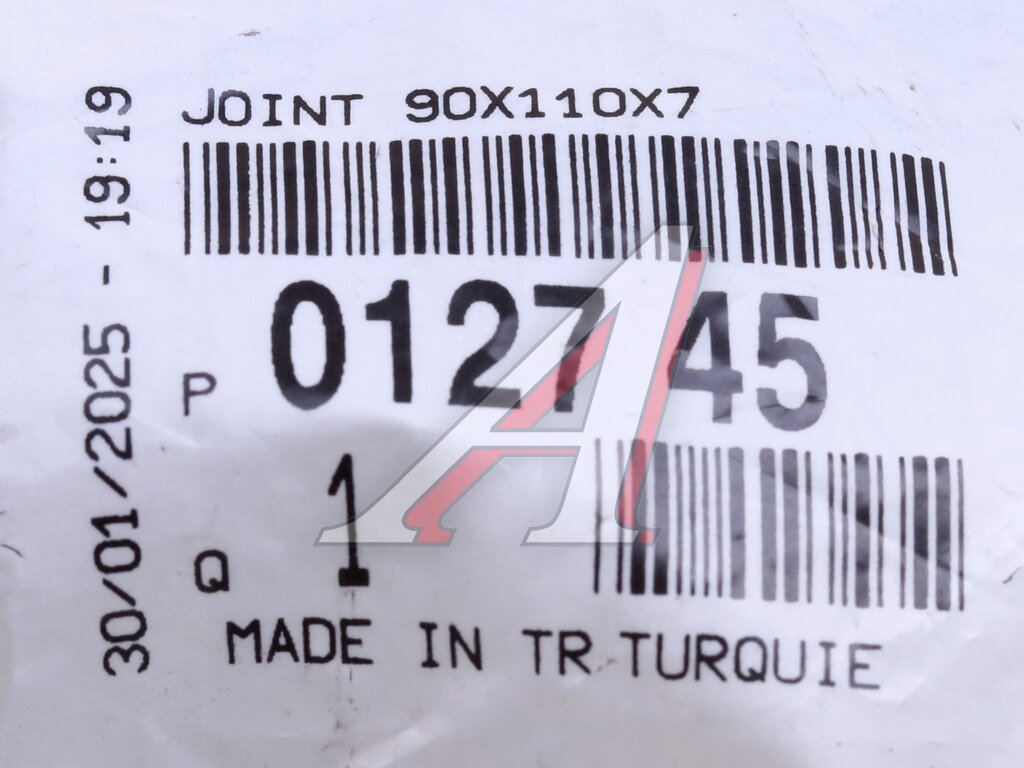 JOINT 90X110X7
P 012745
Q 1
MADE IN TR TURQUIE
30/01/2025 - 19:19